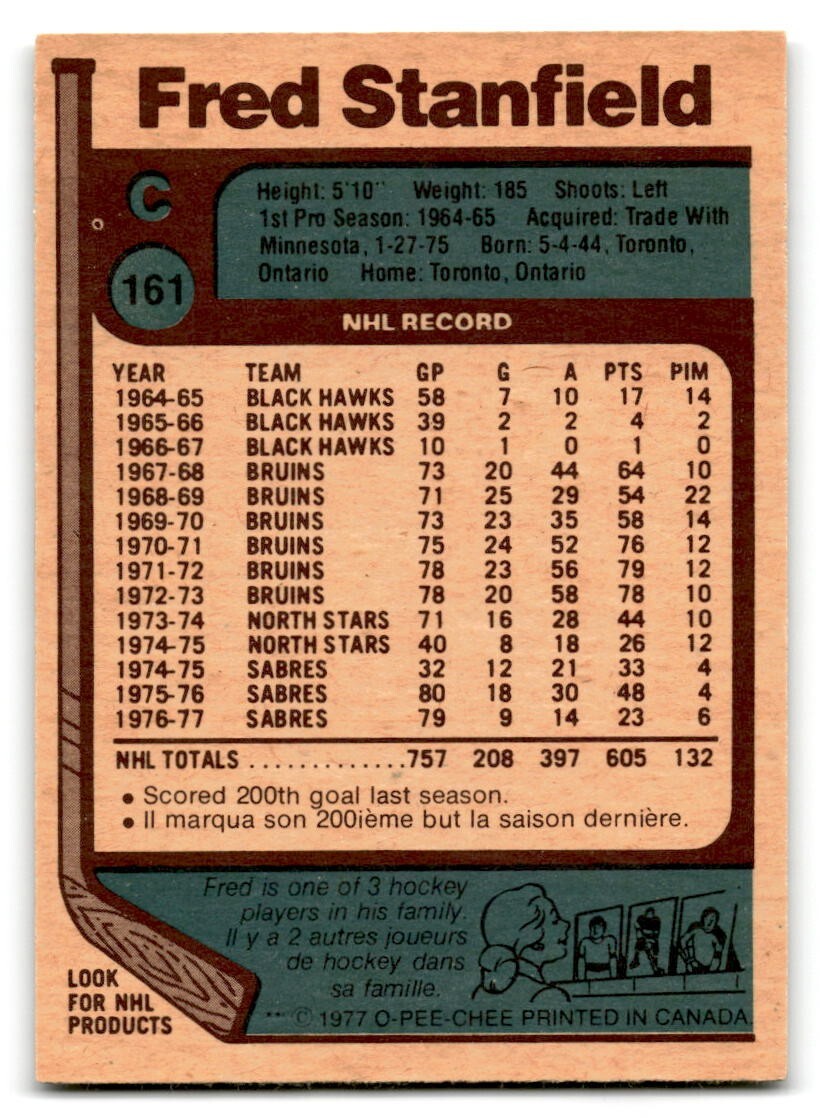 Fred Stanfield
C
161
Height: 5'10" Weight: 185 Shoots: Left
1st Pro Season: 1964-65 Acquired: Trade With
Minnesota, 1-27-75 Born: 5-4-44, Toronto,
Ontario Home: Toronto, Ontario
NHL RECORD
YEAR TEAM GP G A PTS PIM
1964-65 BLACK HAWKS 58 7 10 17 14
1965-66 BLACK HAWKS 39 2 2 4 2
1966-67 BLACK HAWKS 10 1 0 1 0
1967-68 BRUINS 73 20 44 64 10
1968-69 BRUINS 71 25 29 54 22
1969-70 BRUINS 73 23 35 58 14
1970-71 BRUINS 75 24 52 76 12
1971-72 BRUINS 78 23 56 79 12
1972-73 BRUINS 78 20 58 78 10
1973-74 NORTH STARS 71 16 28 44 10
1974-75 NORTH STARS 40 8 18 26 12
1974-75 SABRES 32 12 21 33 4
1975-76 SABRES 80 18 30 48 4
1976-77 SABRES 79 9 14 23 6
NHL TOTALS .............757 208 397 605 132
• Scored 200th goal last season.
• Il marqua son 200ième but la saison dernière.
Fred is one of 3 hockey
players in his family.
Il y a 2 autres joueurs
de hockey dans
sa famille.
LOOK
FOR NHL
PRODUCTS
** © 1977 O-PEE-CHEE PRINTED IN CANADA